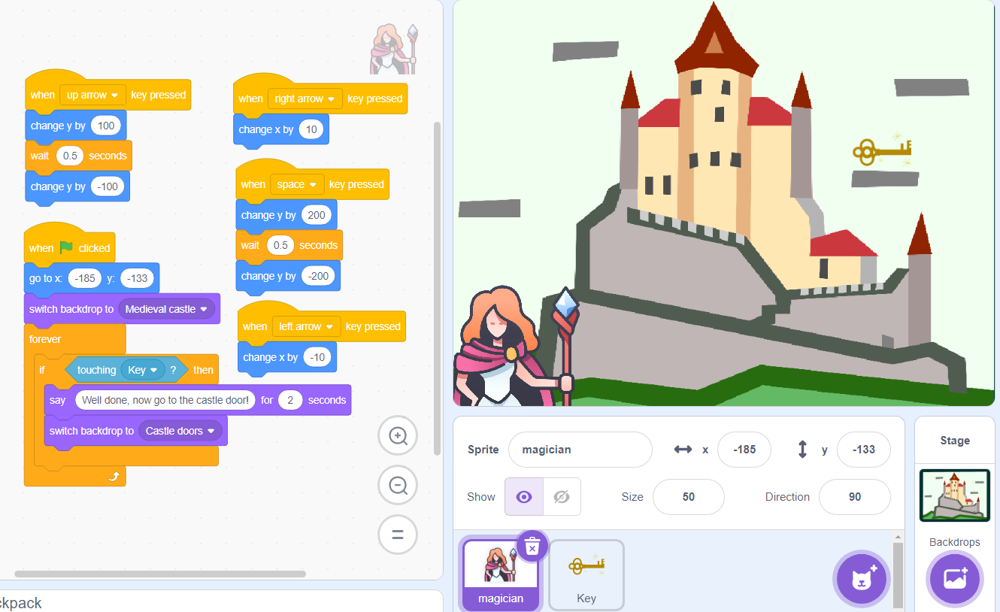 when up arrow key pressed
change y by 100
wait 0.5 seconds
change y by -100
when right arrow key pressed
change x by 10
when space key pressed
change y by 200
wait 0.5 seconds
change y by -200
when clicked
go to x: -185 y: -133
switch backdrop to Medieval castle
forever
if touching Key ? then
say Well done, now go to the castle door! for 2 seconds
switch backdrop to Castle doors
when left arrow key pressed
change x by -10
ckpack
Sprite magician x -185 y -133
Show Size 50 Direction 90
magician
Key
Stage
Backdrops